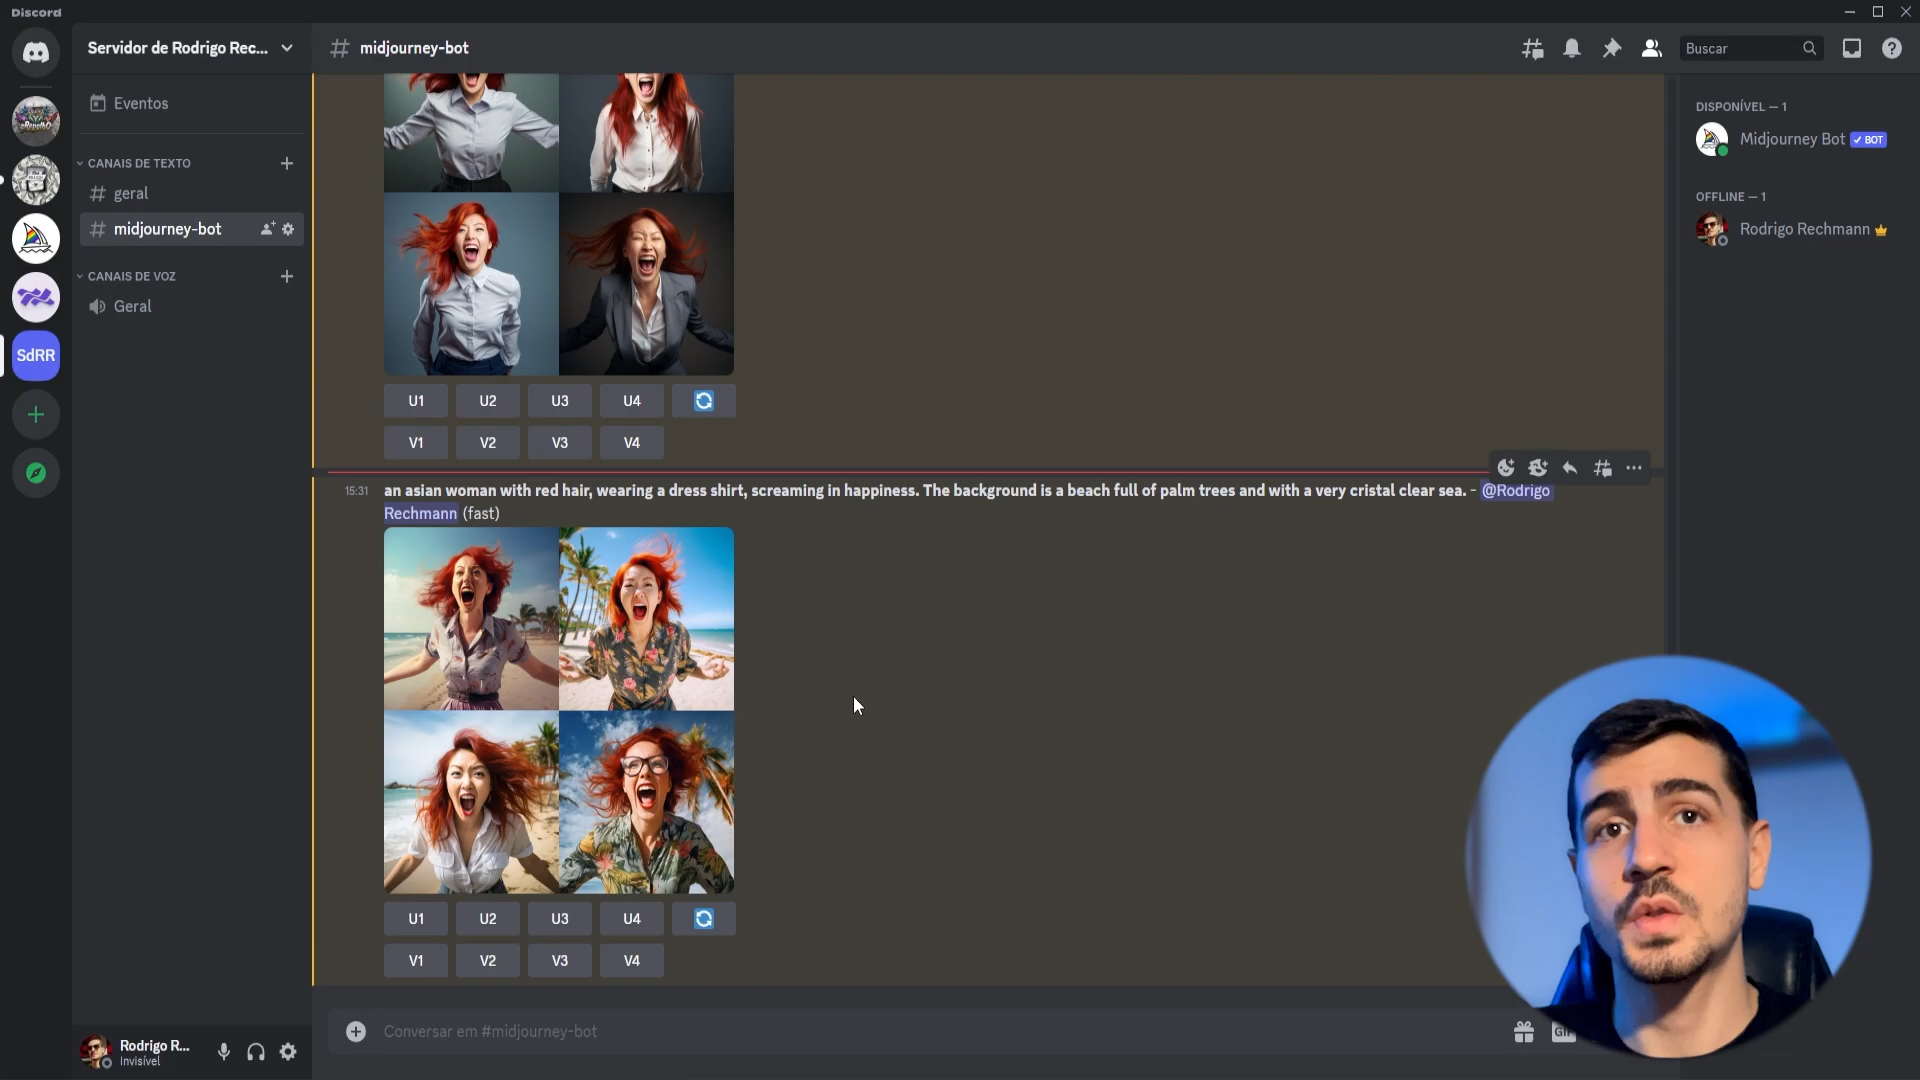 Discord
Servidor de Rodrigo Rec...
midjourney-bot
Buscar
Eventos
CANAIS DE TEXTO
geral
midjourney-bot
CANAIS DE VOZ
Geral
SdRR
U1 U2 U3 U4
V1 V2 V3 V4
15:31 an asian woman with red hair, wearing a dress shirt, screaming in happiness. The background is a beach full of palm trees and with a very cristal clear sea. - @Rodrigo
Rechmann (fast)
U1 U2 U3 U4
V1 V2 V3 V4
Conversar em #midjourney-bot
DISPONÍVEL — 1
Midjourney Bot BOT
OFFLINE — 1
Rodrigo Rechmann
Rodrigo R...
Invisível